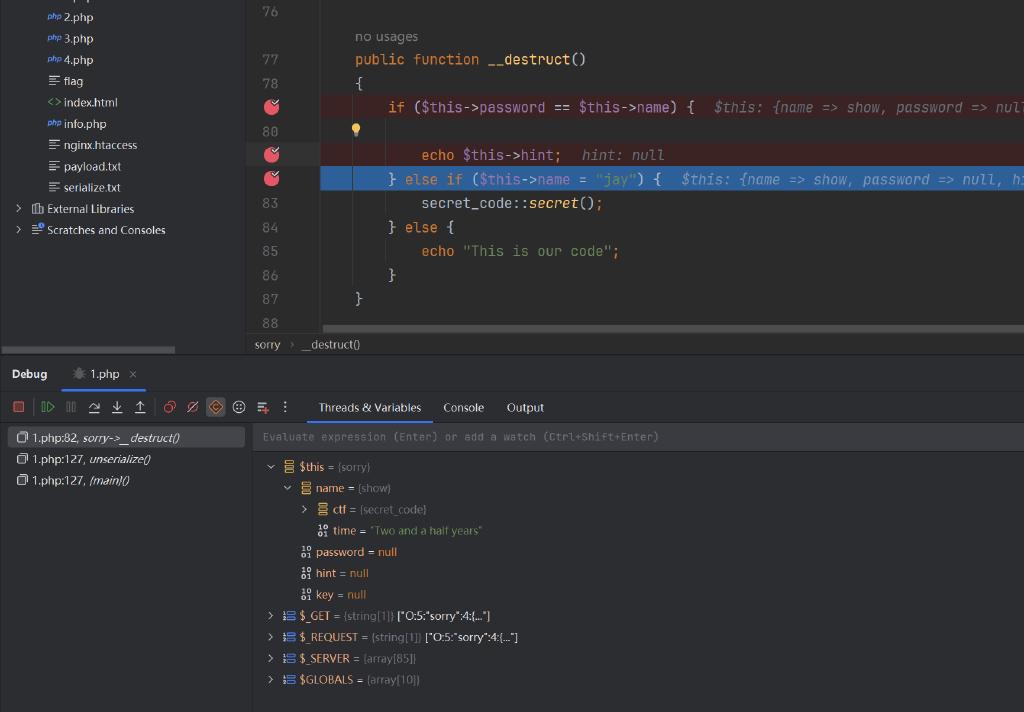 php 2.php
php 3.php
php 4.php
flag
<> index.html
php info.php
nginx.htaccess
payload.txt
serialize.txt
External Libraries
Scratches and Consoles
76
no usages
77 public function __destruct()
78 {
if ($this->password == $this->name) { $this: {name => show, password => null
80
echo $this->hint; hint: null
} else if ($this->name = "jay") { $this: {name => show, password => null, hi
83 secret_code::secret();
84 } else {
85 echo "This is our code";
86 }
87 }
88
sorry › __destruct()
Debug 1.php ×
Threads & Variables Console Output
1.php:82, sorry->__destruct()
1.php:127, unserialize()
1.php:127, {main}()
Evaluate expression (Enter) or add a watch (Ctrl+Shift+Enter)
$this = {sorry}
name = {show}
ctf = {secret_code}
time = "Two and a half years"
password = null
hint = null
key = null
$_GET = {string[1]} ["O:5:"sorry":4:{..."]
$_REQUEST = {string[1]} ["O:5:"sorry":4:{..."]
$_SERVER = {array[85]}
$GLOBALS = {array[10]}